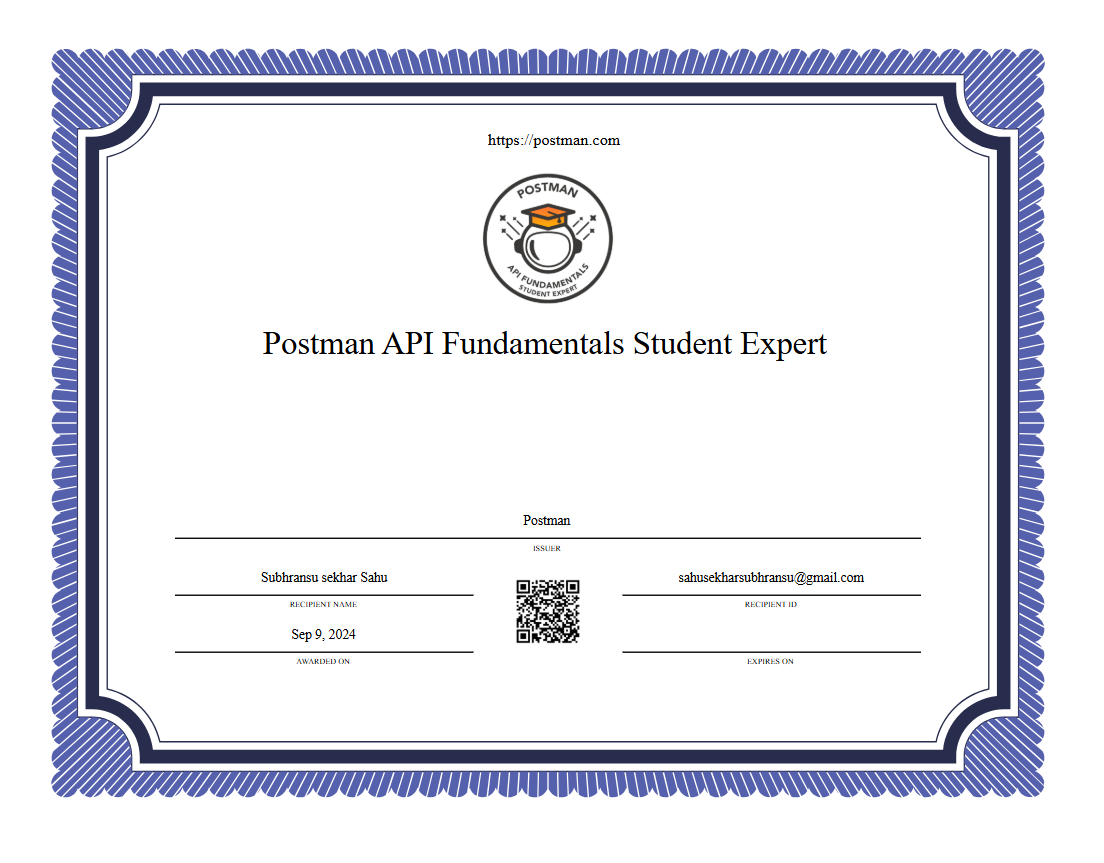 https://postman.com
POSTMAN
API FUNDAMENTALS
STUDENT EXPERT
Postman API Fundamentals Student Expert
Postman
ISSUER
Subhransu sekhar Sahu
RECIPIENT NAME
sahusekharsubhransu@gmail.com
RECIPIENT ID
Sep 9, 2024
AWARDED ON
EXPIRES ON